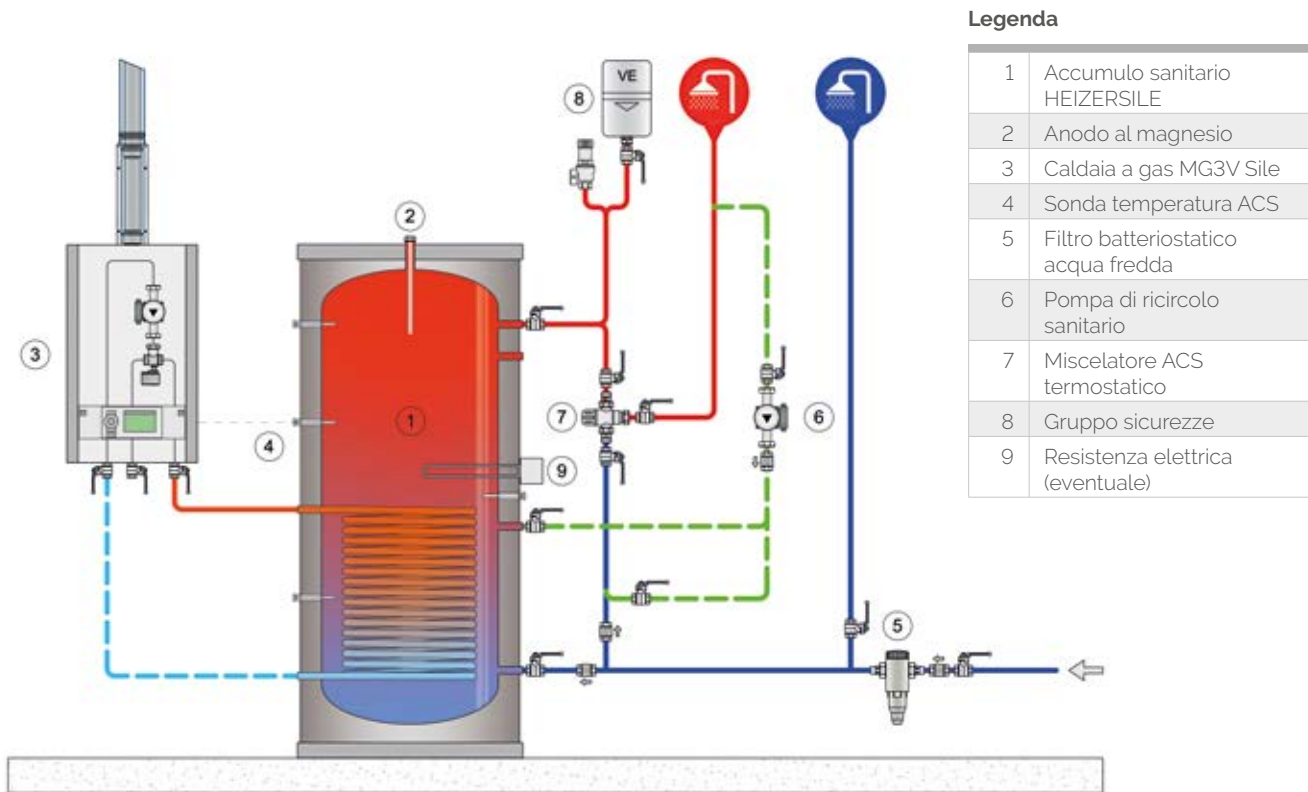 Legenda
1 Accumulo sanitario
HEIZERSILE
2 Anodo al magnesio
3 Caldaia a gas MG3V Sile
4 Sonda temperatura ACS
5 Filtro batteriostatico
acqua fredda
6 Pompa di ricircolo
sanitario
7 Miscelatore ACS
termostatico
8 Gruppo sicurezze
9 Resistenza elettrica
(eventuale)
VE
8
2
3
1
7
6
4
9
5